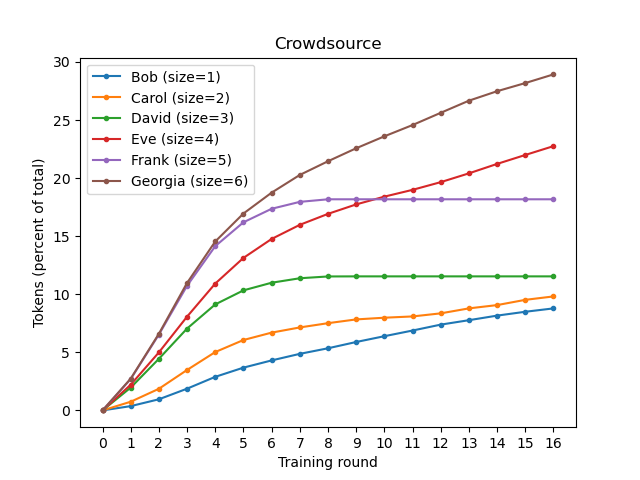 Crowdsource
30
25
20
15
10
5
0
Tokens (percent of total)
Bob (size=1)
Carol (size=2)
David (size=3)
Eve (size=4)
Frank (size=5)
Georgia (size=6)
0 1 2 3 4 5 6 7 8 9 10 11 12 13 14 15 16
Training round